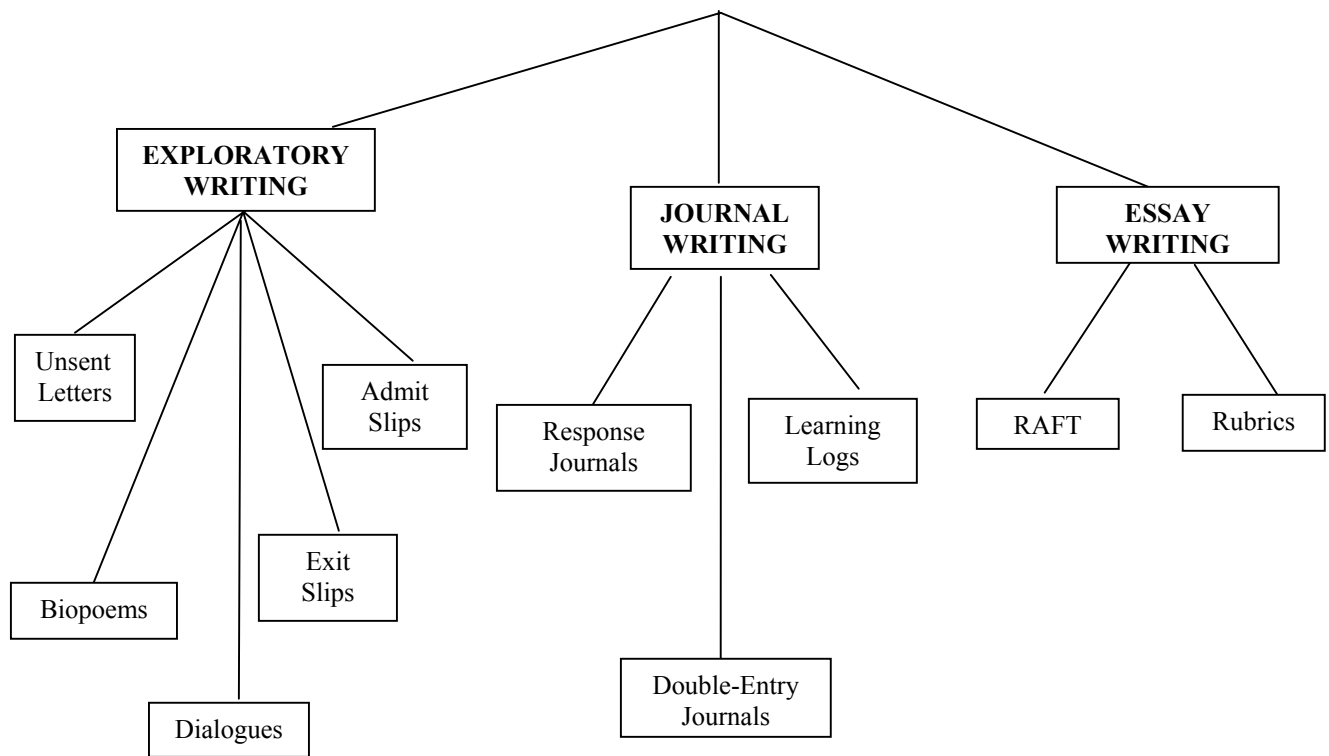 EXPLORATORY
WRITING
JOURNAL
WRITING
ESSAY
WRITING
Unsent
Letters
Admit
Slips
Response
Journals
Learning
Logs
RAFT
Rubrics
Biopoems
Exit
Slips
Dialogues
Double-Entry
Journals